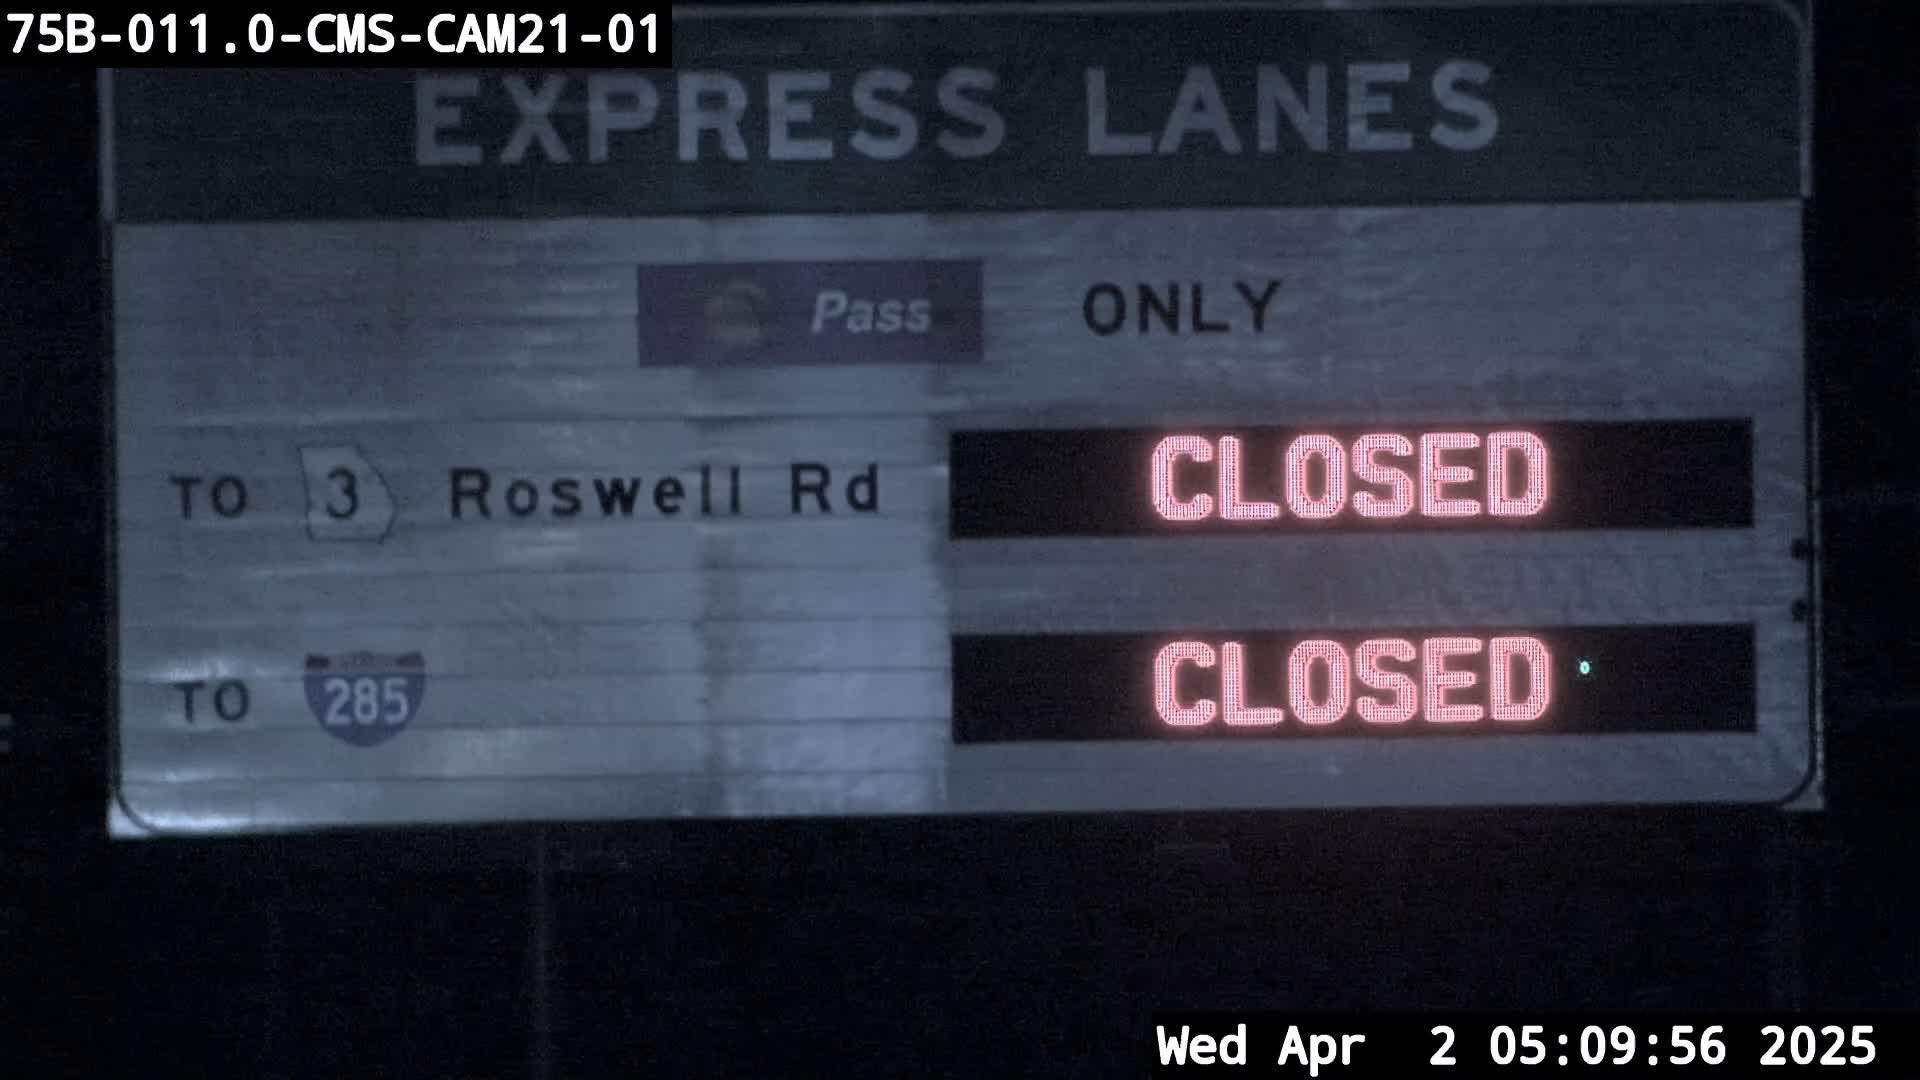 75B-011.0-CMS-CAM21-01
EXPRESS LANES
Pass ONLY
TO 3 Roswell Rd CLOSED
TO 285 CLOSED
Wed Apr 2 05:09:56 2025